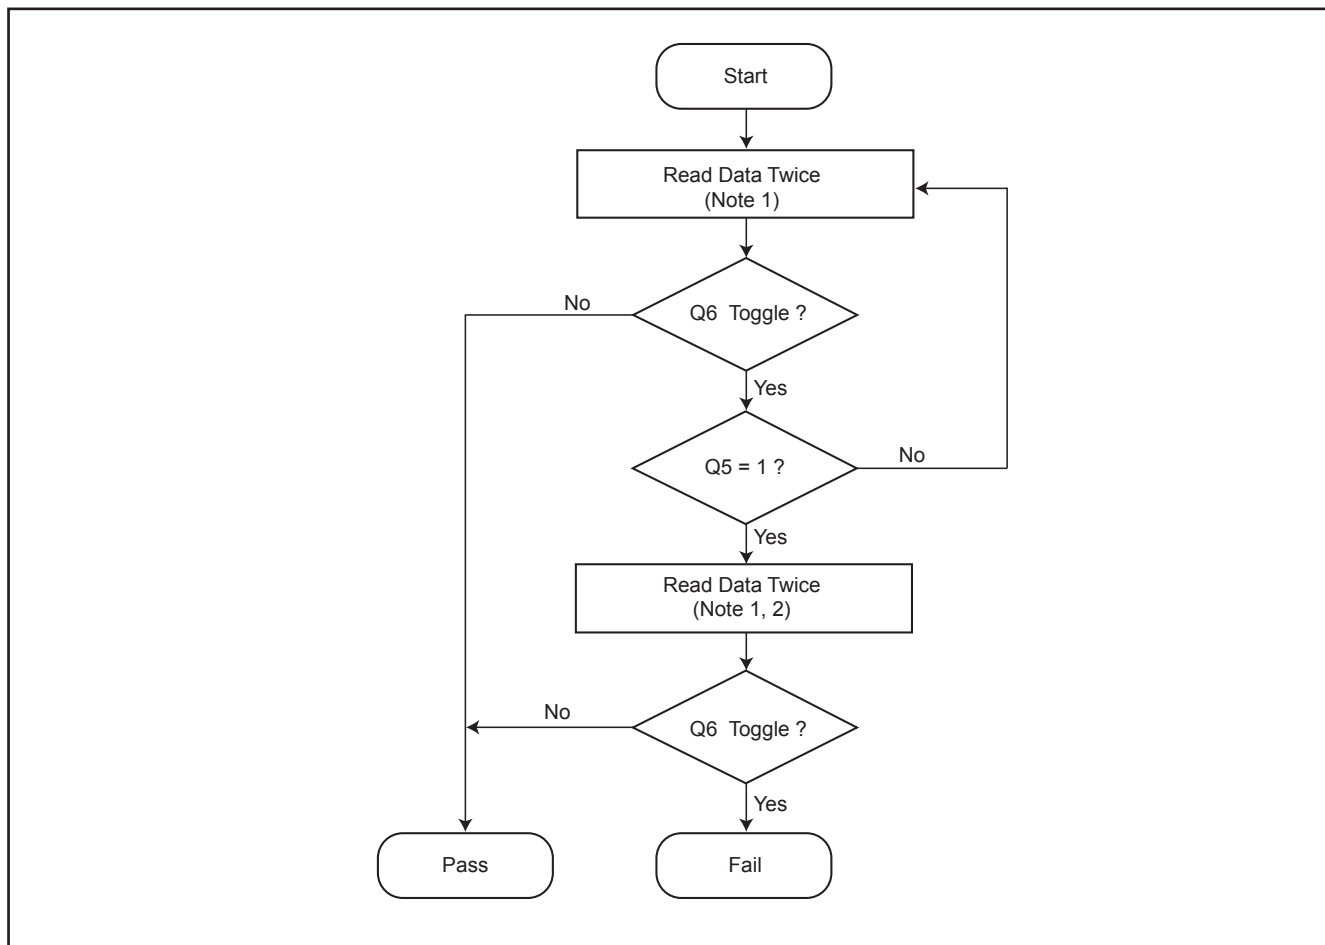 Start
Read Data Twice
(Note 1)
No
Q6 Toggle ?
Yes
Q5 = 1 ?
No
Yes
Read Data Twice
(Note 1, 2)
No
Q6 Toggle ?
Yes
Pass
Fail